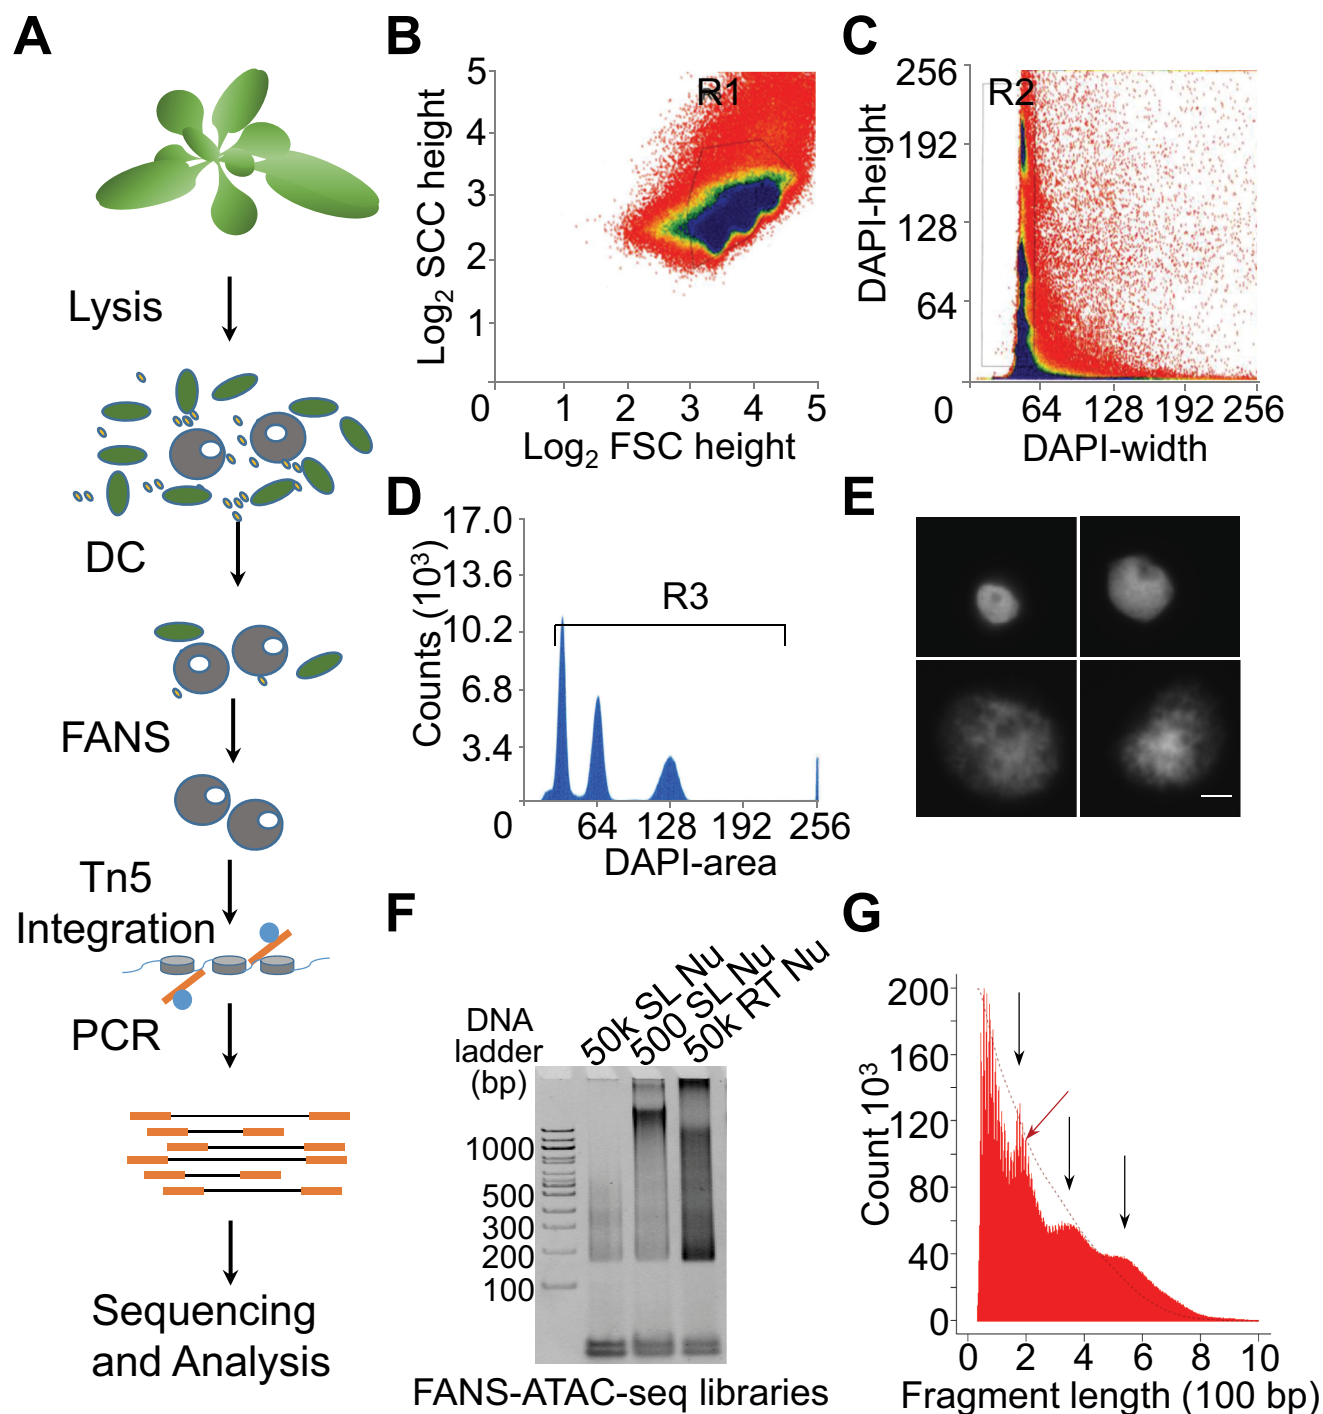 A
Lysis
DC
FANS
Tn5
Integration
PCR
Sequencing
and Analysis
B
5
4
3
2
1
0
1 2 3 4 5
R1
Log₂ SCC height
Log₂ FSC height
C
256
192
128
64
0
64 128 192 256
R2
DAPI-height
DAPI-width
D
17.0
13.6
10.2
6.8
3.4
0
64 128 192 256
R3
Counts (10³)
DAPI-area
E
F
DNA
ladder
(bp)
50k SL Nu
500 SL Nu
50k RT Nu
1000
500
300
200
100
FANS-ATAC-seq libraries
G
200
160
120
80
40
0
0 2 4 6 8 10
Count 10³
Fragment length (100 bp)